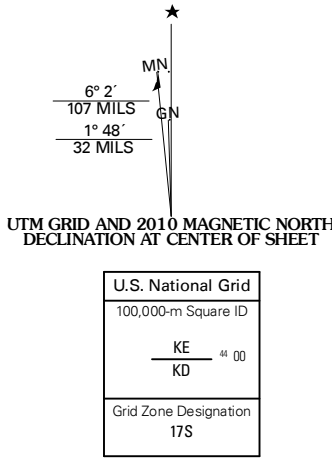 ★
MN
6° 2´
107 MILS
GN
1° 48´
32 MILS
UTM GRID AND 2010 MAGNETIC NORTH
DECLINATION AT CENTER OF SHEET
U.S. National Grid
100,000-m Square ID
KE
44 00
KD
Grid Zone Designation
17S